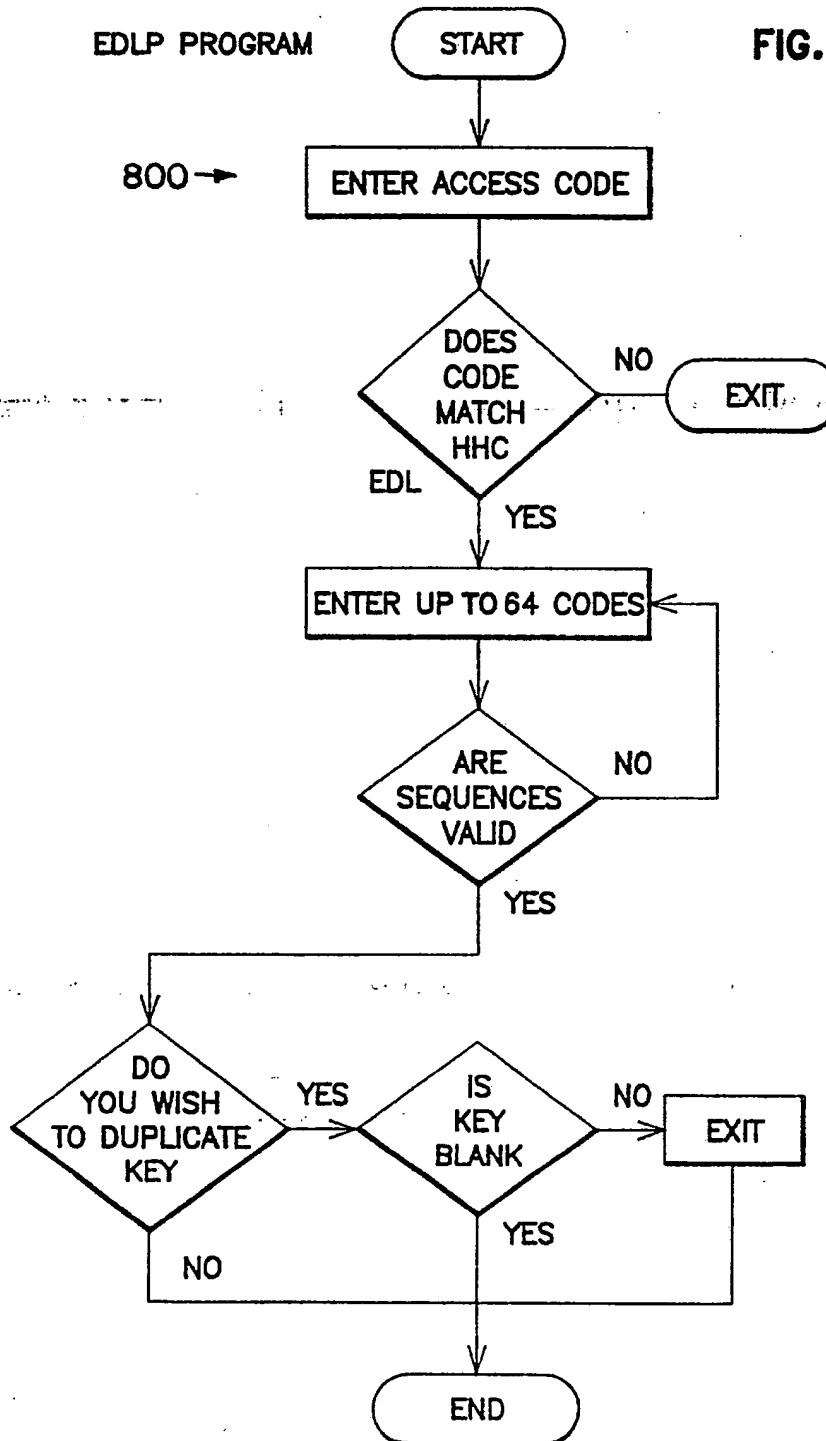 EDLP PROGRAM
START
FIG.
800
ENTER ACCESS CODE
DOES
CODE
MATCH
HHC
NO
EXIT
EDL
YES
ENTER UP TO 64 CODES
ARE
SEQUENCES
VALID
NO
YES
DO
YOU WISH
TO DUPLICATE
KEY
YES
IS
KEY
BLANK
NO
EXIT
NO
YES
END